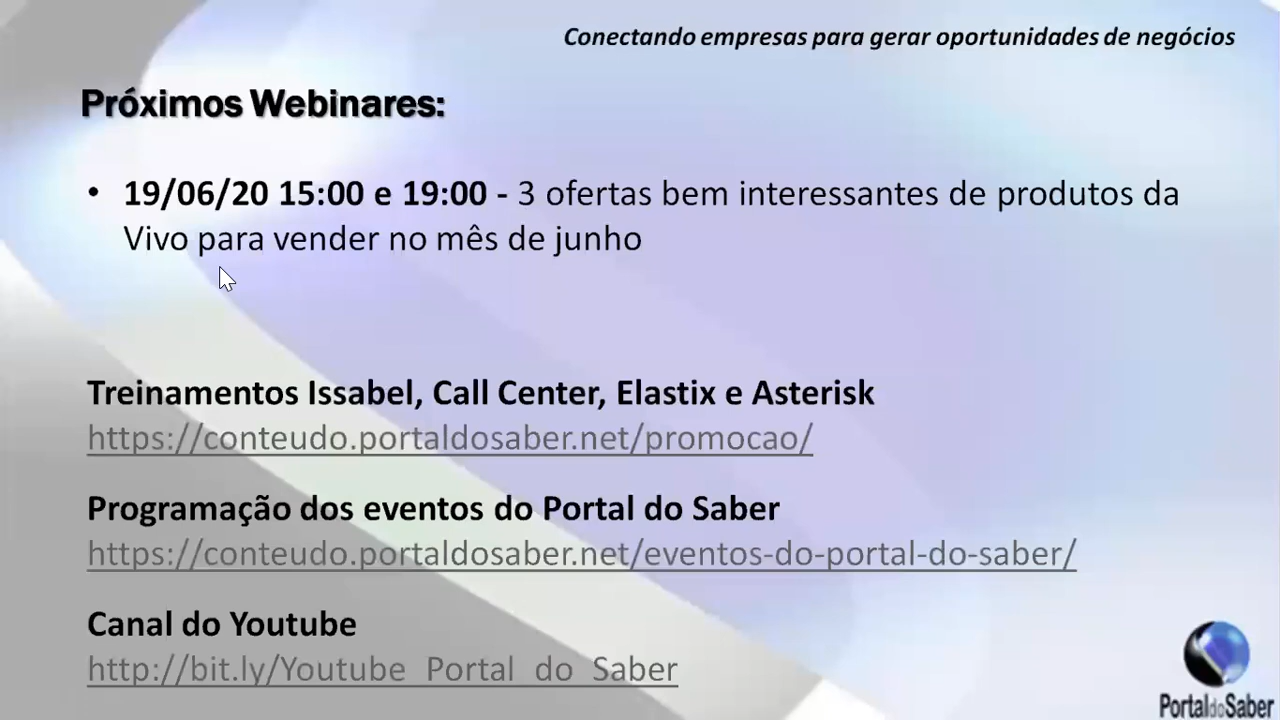 Conectando empresas para gerar oportunidades de negócios
Próximos Webinares:
• 19/06/20 15:00 e 19:00 - 3 ofertas bem interessantes de produtos da
Vivo para vender no mês de junho
Treinamentos Issabel, Call Center, Elastix e Asterisk
https://conteudo.portaldosaber.net/promocao/
Programação dos eventos do Portal do Saber
https://conteudo.portaldosaber.net/eventos-do-portal-do-saber/
Canal do Youtube
http://bit.ly/Youtube_Portal_do_Saber
PortaldoSaber